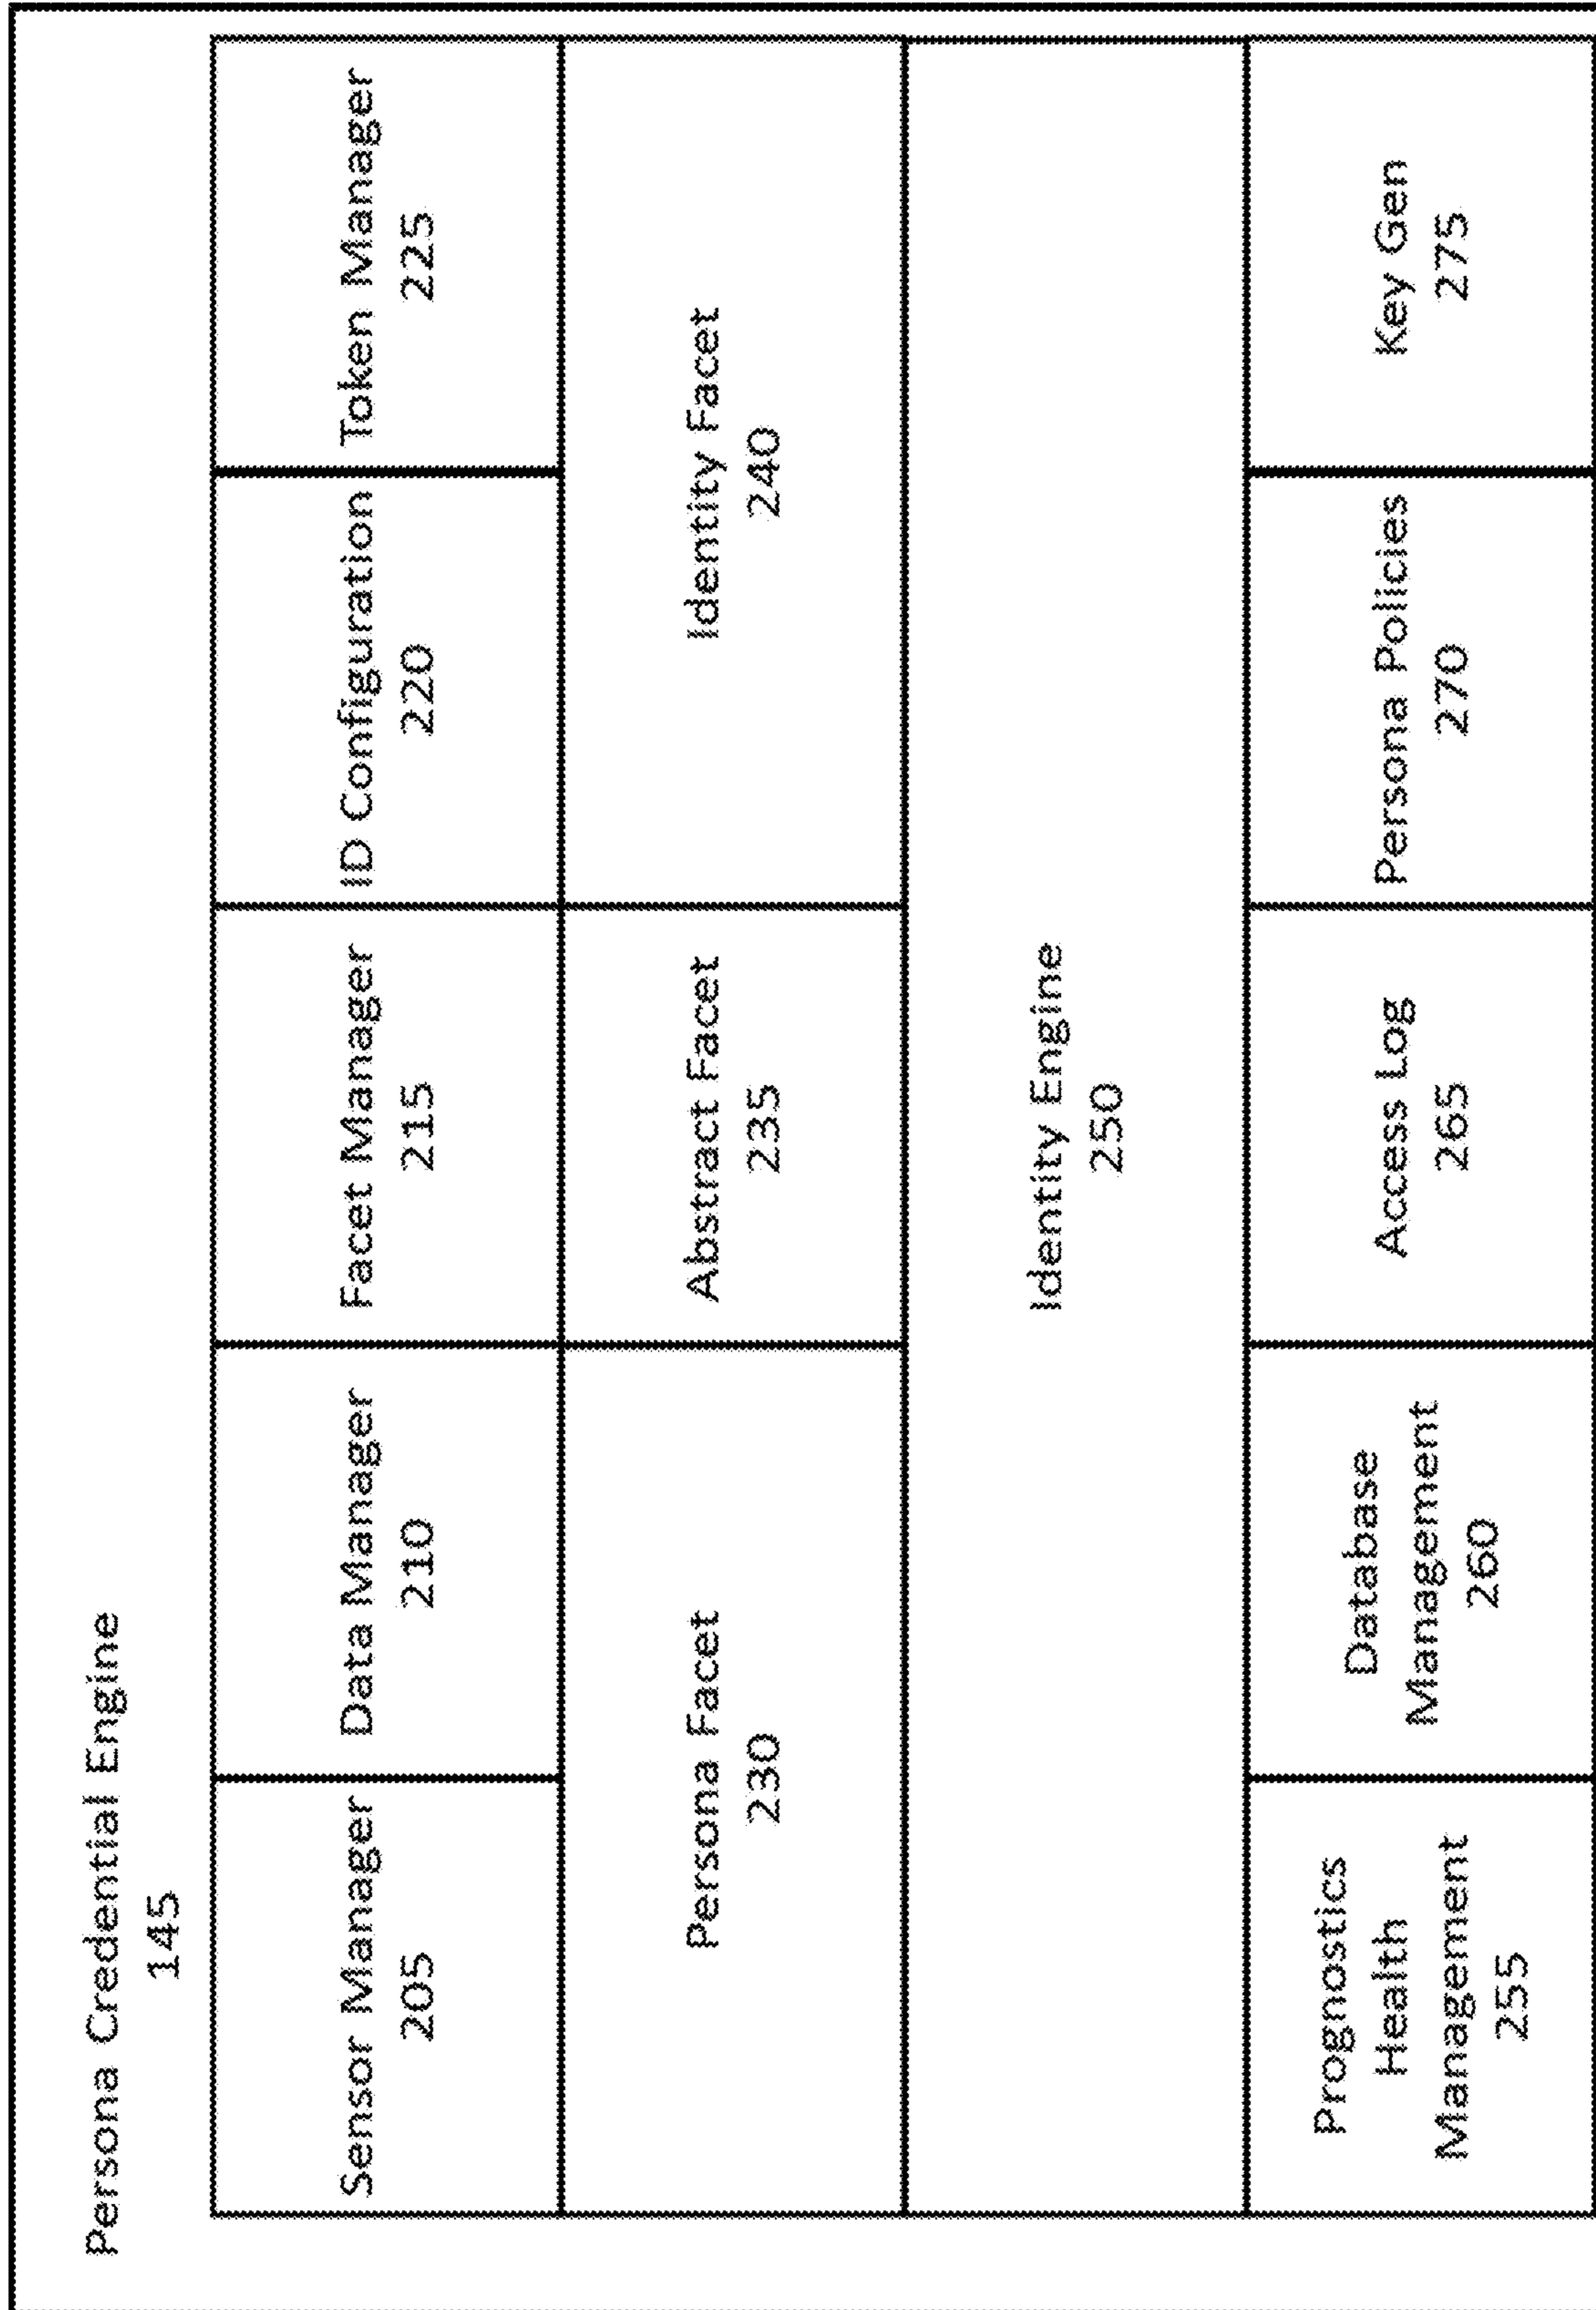 Persona Credential Engine
145
Sensor Manager
205
Data Manager
210
Facet Manager
215
ID Configuration
220
Token Manager
225
Persona Facet
230
Abstract Facet
235
Identity Facet
240
Identity Engine
250
Prognostics
Health
Management
255
Database
Management
260
Access Log
265
Persona Policies
270
Key Gen
275